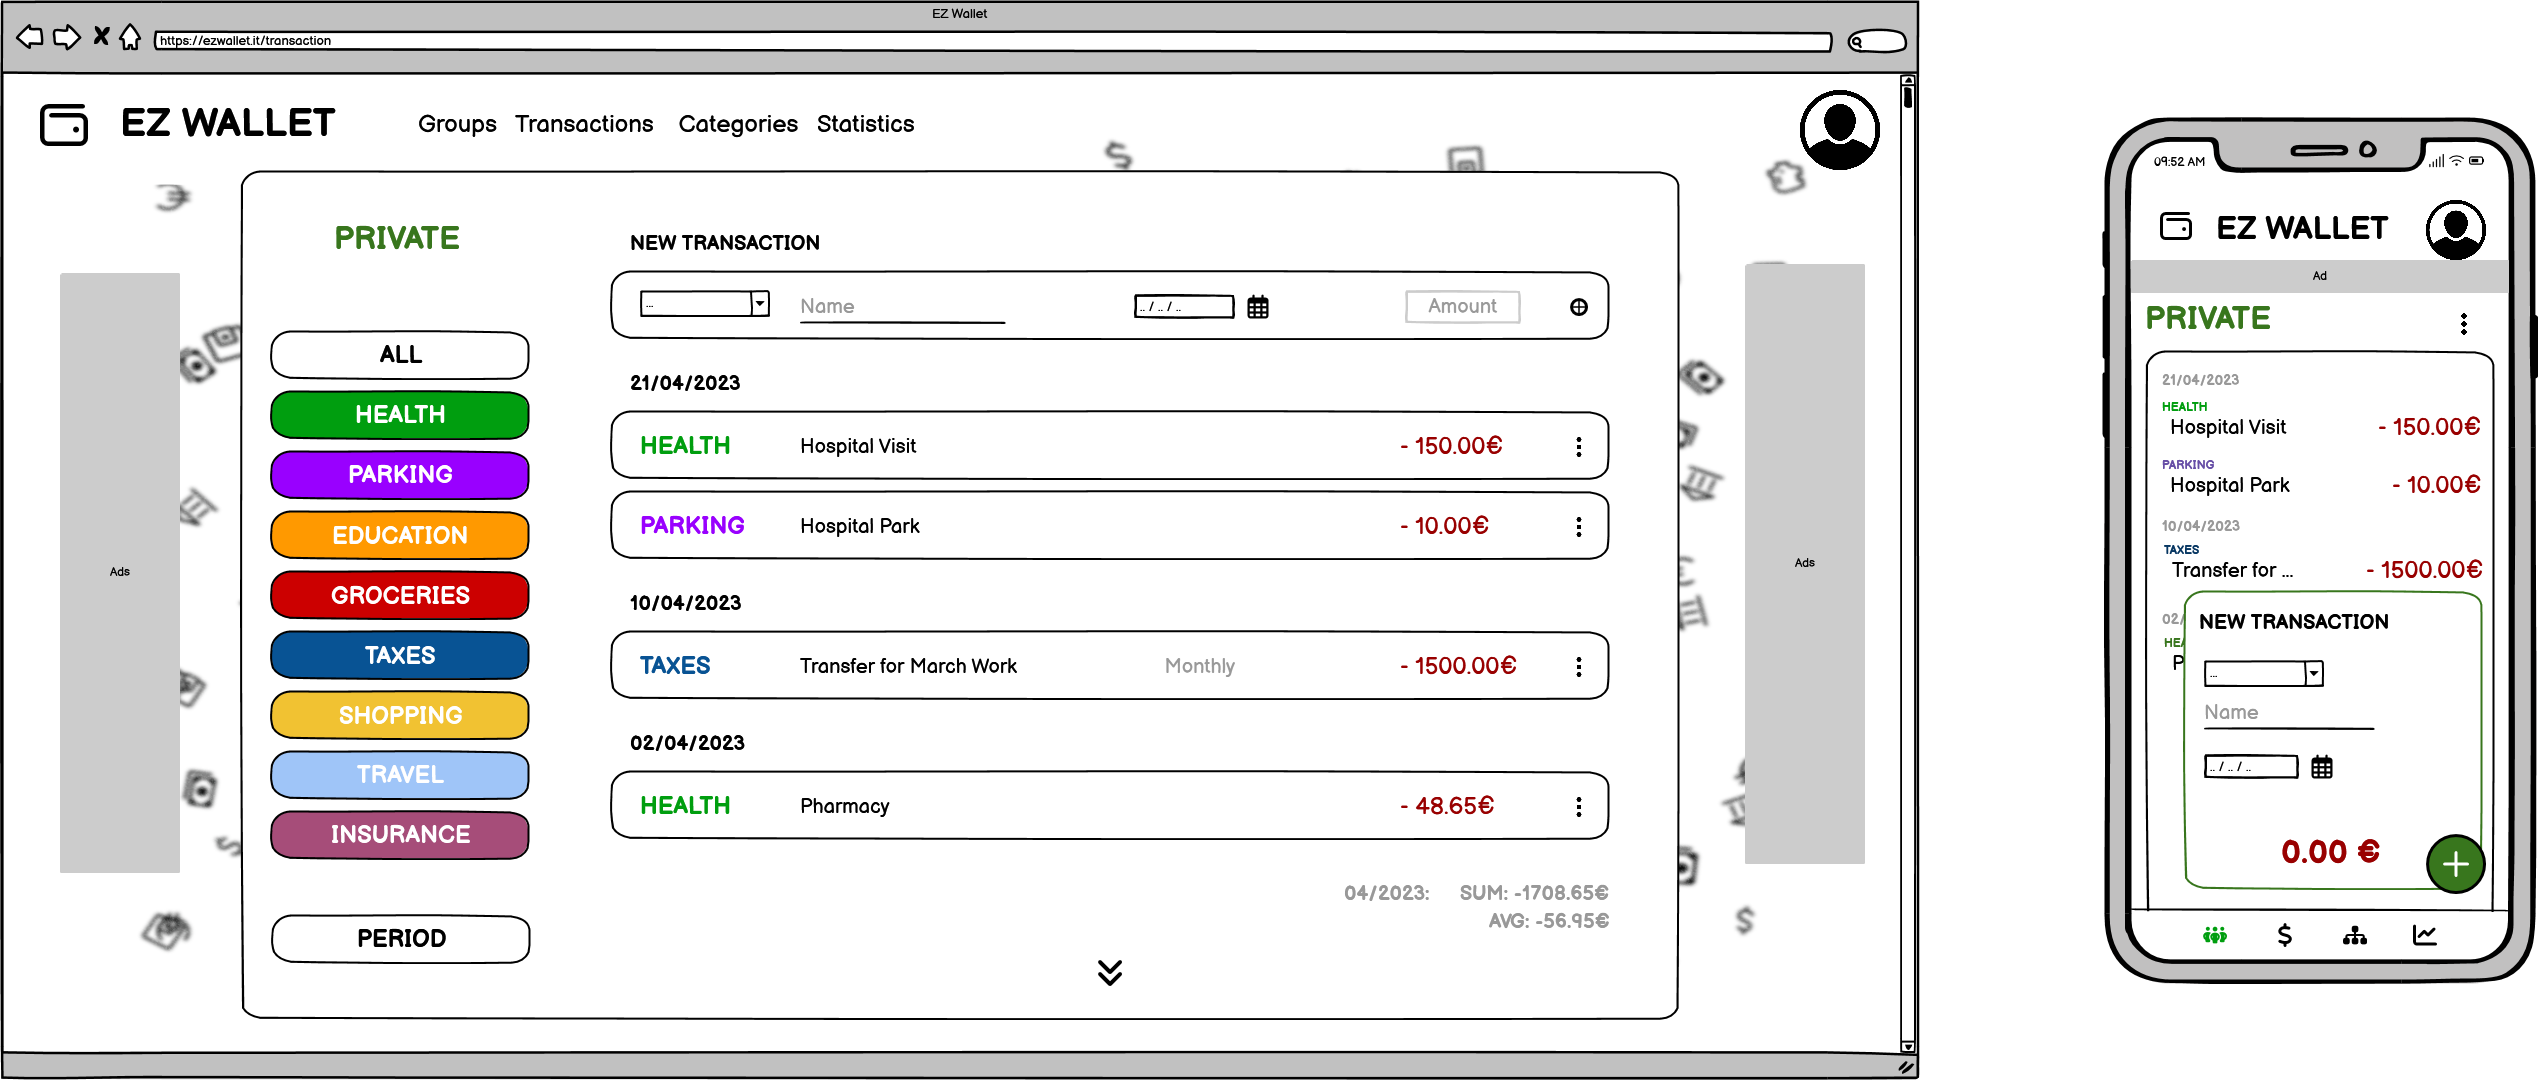 EZ Wallet
https://ezwallet.it/transaction
EZ WALLET
Groups Transactions Categories Statistics
PRIVATE
ALL
HEALTH
PARKING
EDUCATION
GROCERIES
TAXES
SHOPPING
TRAVEL
INSURANCE
PERIOD
Ads
NEW TRANSACTION
... Name .. / .. / .. Amount
21/04/2023
HEALTH Hospital Visit - 150.00€
PARKING Hospital Park - 10.00€
10/04/2023
TAXES Transfer for March Work Monthly - 1500.00€
02/04/2023
HEALTH Pharmacy - 48.65€
04/2023: SUM: -1708.65€
AVG: -56.95€
Ads
09:52 AM
EZ WALLET
Ad
PRIVATE
21/04/2023
HEALTH
Hospital Visit - 150.00€
PARKING
Hospital Park - 10.00€
10/04/2023
TAXES
Transfer for ... - 1500.00€
02/
HEA
P
NEW TRANSACTION
...
Name
.. / .. / ..
0.00 €